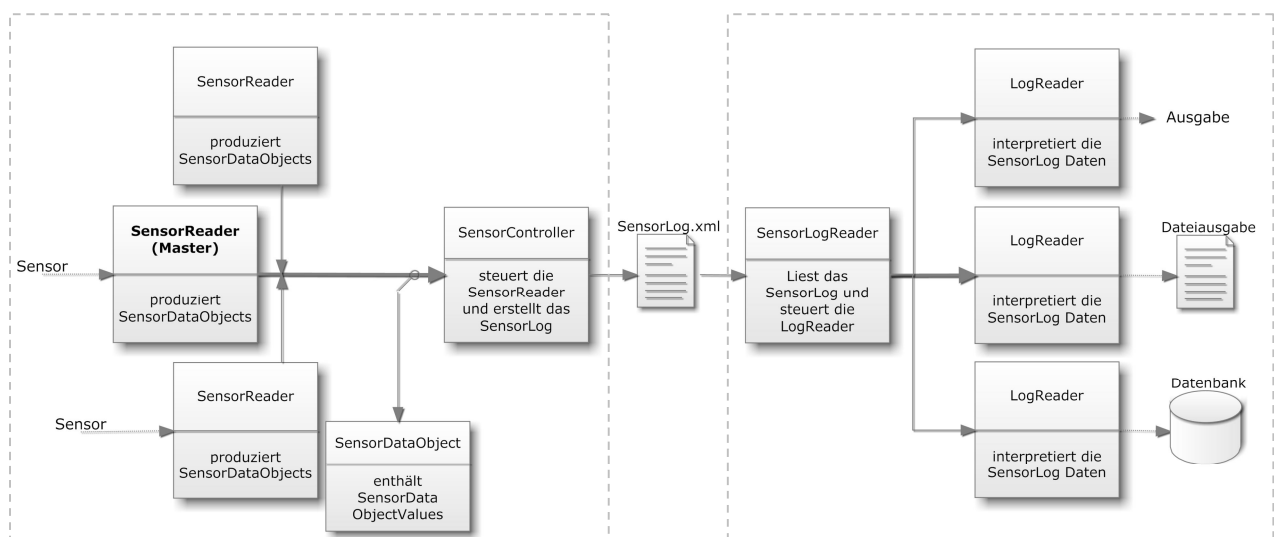 SensorReader
produziert
SensorDataObjects
Sensor
SensorReader
(Master)
produziert
SensorDataObjects
Sensor
SensorReader
produziert
SensorDataObjects
SensorDataObject
enthält
SensorData
ObjectValues
SensorController
steuert die
SensorReader
und erstellt das
SensorLog
SensorLog.xml
SensorLogReader
Liest das
SensorLog und
steuert die
LogReader
LogReader
interpretiert die
SensorLog Daten
Ausgabe
LogReader
interpretiert die
SensorLog Daten
Dateiausgabe
LogReader
interpretiert die
SensorLog Daten
Datenbank